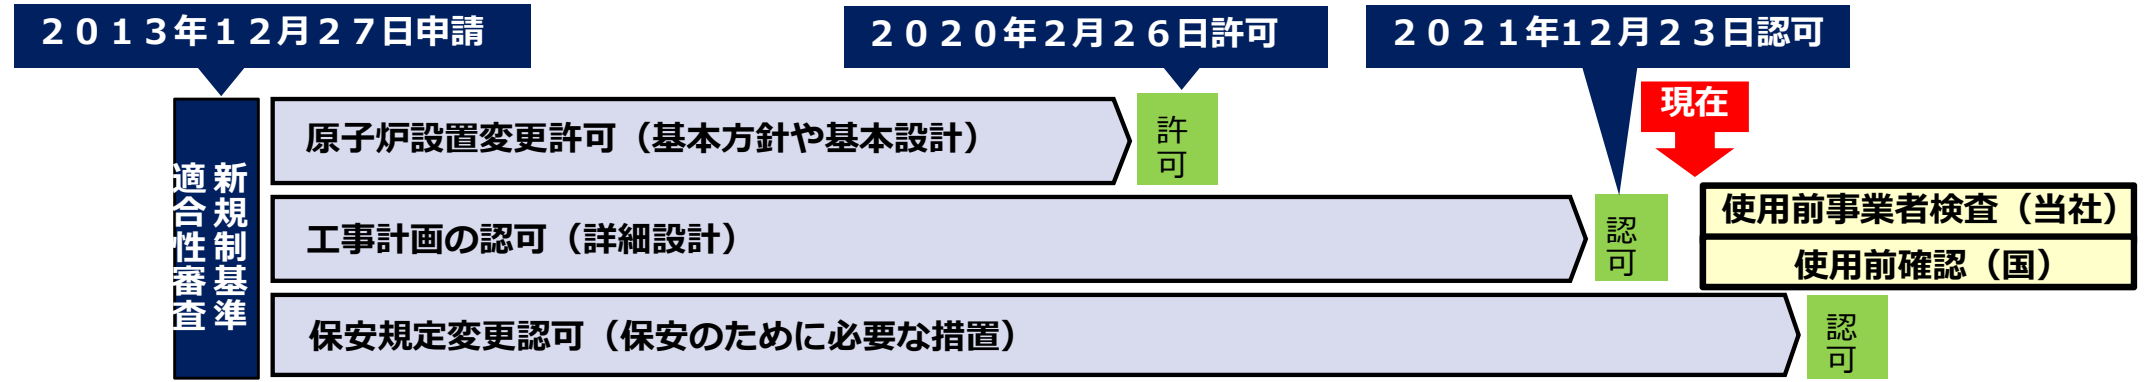 ２０１３年１２月２７日申請
２０２０年２月２６日許可
２０２１年12月２３日認可
現在
新規制基準
適合性審査
原子炉設置変更許可（基本方針や基本設計）
許可
工事計画の認可（詳細設計）
認可
使用前事業者検査（当社）
使用前確認（国）
保安規定変更認可（保安のために必要な措置）
認可